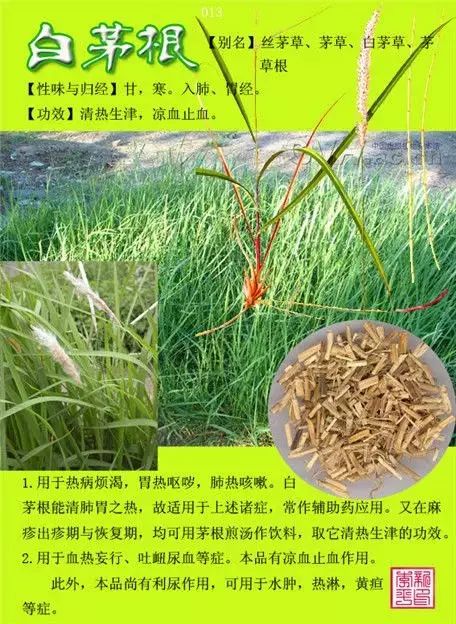 013
白茅根
【别名】丝茅草、茅草、白茅草、茅
草根
【性味与归经】甘，寒。入肺、胃经。
【功效】清热生津，凉血止血。
1.用于热病烦渴，胃热呕哕，肺热咳嗽。白
茅根能清肺胃之热，故适用于上述诸症，常作辅助药应用。又在麻
疹出疹期与恢复期，均可用茅根煎汤作饮料，取它清热生津的功效。
2.用于血热妄行、吐衄尿血等症。本品有凉血止血作用。
此外，本品尚有利尿作用，可用于水肿，热淋，黄疸
等症。